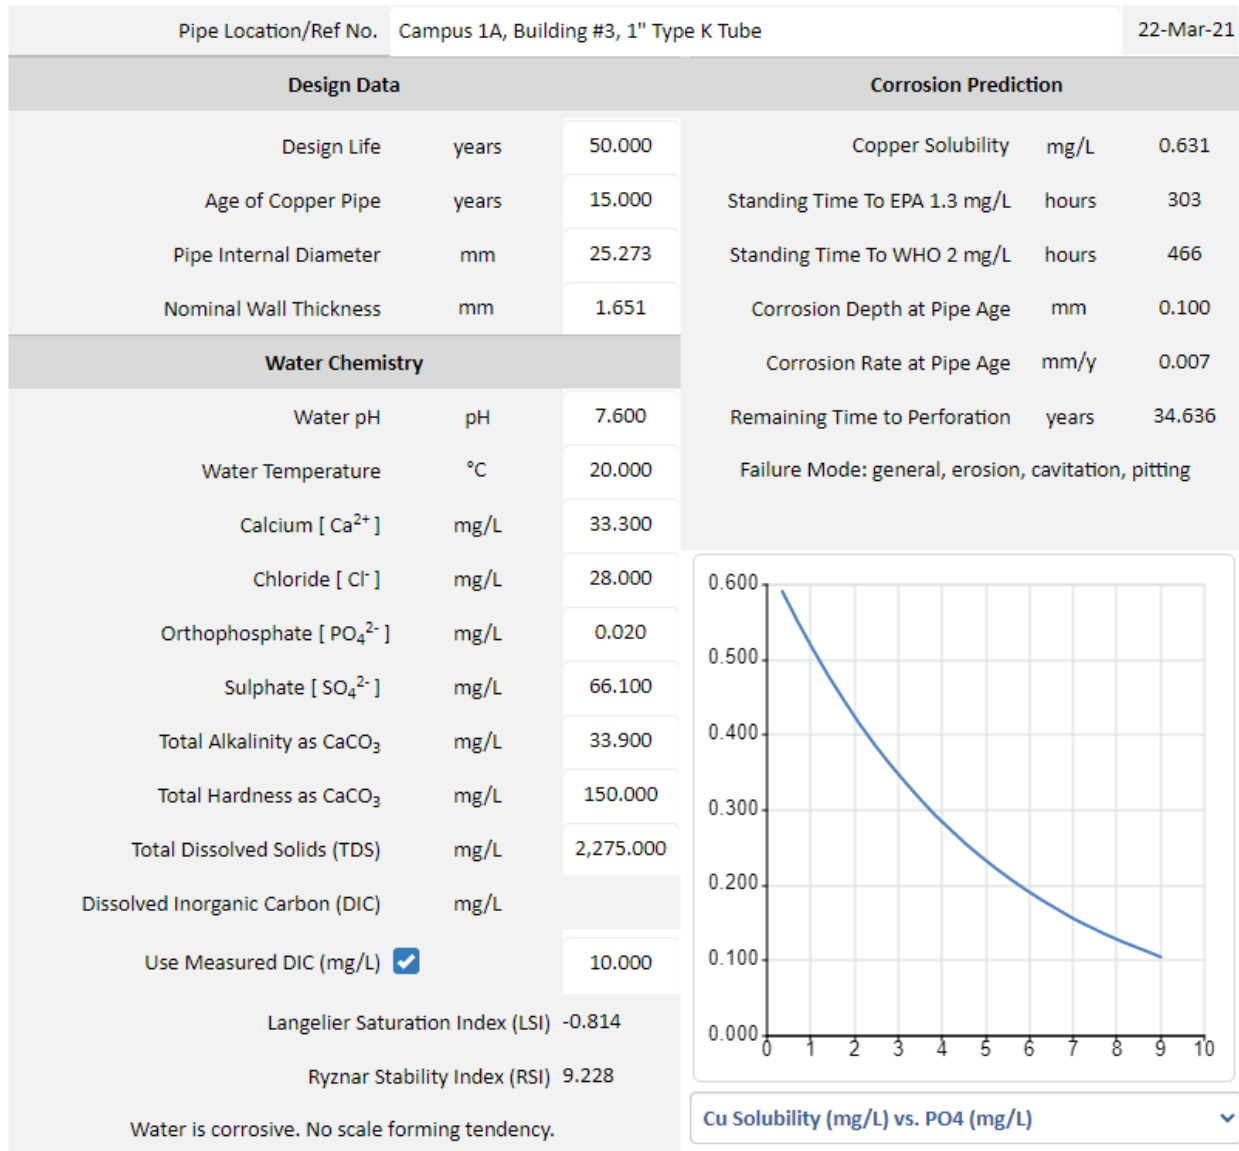 Pipe Location/Ref No. Campus 1A, Building #3, 1" Type K Tube 22-Mar-21
Design Data
Design Life years 50.000
Age of Copper Pipe years 15.000
Pipe Internal Diameter mm 25.273
Nominal Wall Thickness mm 1.651
Water Chemistry
Water pH pH 7.600
Water Temperature °C 20.000
Calcium [ Ca²⁺ ] mg/L 33.300
Chloride [ Cl⁻ ] mg/L 28.000
Orthophosphate [ PO₄²⁻ ] mg/L 0.020
Sulphate [ SO₄²⁻ ] mg/L 66.100
Total Alkalinity as CaCO₃ mg/L 33.900
Total Hardness as CaCO₃ mg/L 150.000
Total Dissolved Solids (TDS) mg/L 2,275.000
Dissolved Inorganic Carbon (DIC) mg/L
Use Measured DIC (mg/L) 10.000
Langelier Saturation Index (LSI) -0.814
Ryznar Stability Index (RSI) 9.228
Water is corrosive. No scale forming tendency.
Corrosion Prediction
Copper Solubility mg/L 0.631
Standing Time To EPA 1.3 mg/L hours 303
Standing Time To WHO 2 mg/L hours 466
Corrosion Depth at Pipe Age mm 0.100
Corrosion Rate at Pipe Age mm/y 0.007
Remaining Time to Perforation years 34.636
Failure Mode: general, erosion, cavitation, pitting
0.600
0.500
0.400
0.300
0.200
0.100
0.000
0 1 2 3 4 5 6 7 8 9 10
Cu Solubility (mg/L) vs. PO4 (mg/L)